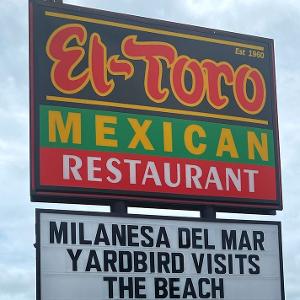 El-Toro
Est 1960
MEXICAN
RESTAURANT
MILANESA DEL MAR
YARDBIRD VISITS
THE BEACH